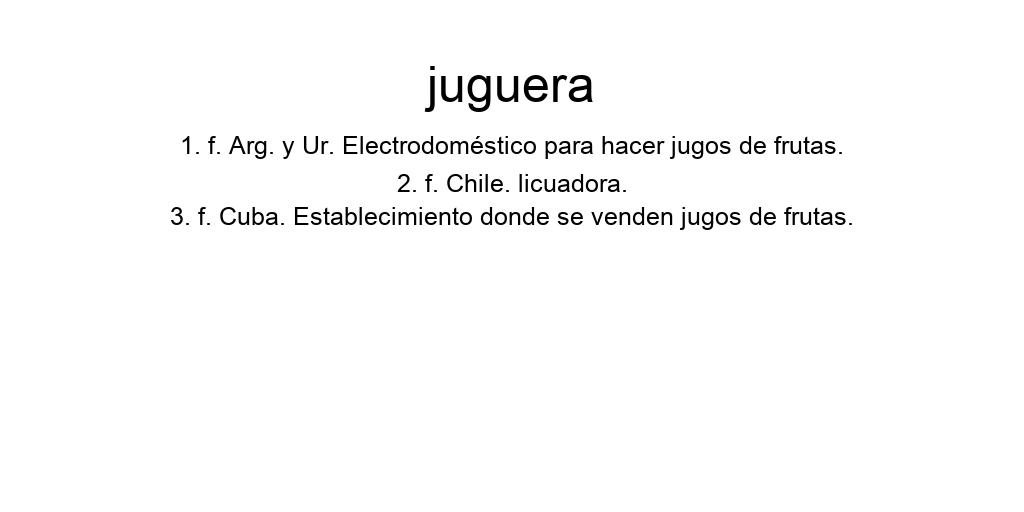 juguera
1. f. Arg. y Ur. Electrodoméstico para hacer jugos de frutas.
2. f. Chile. licuadora.
3. f. Cuba. Establecimiento donde se venden jugos de frutas.